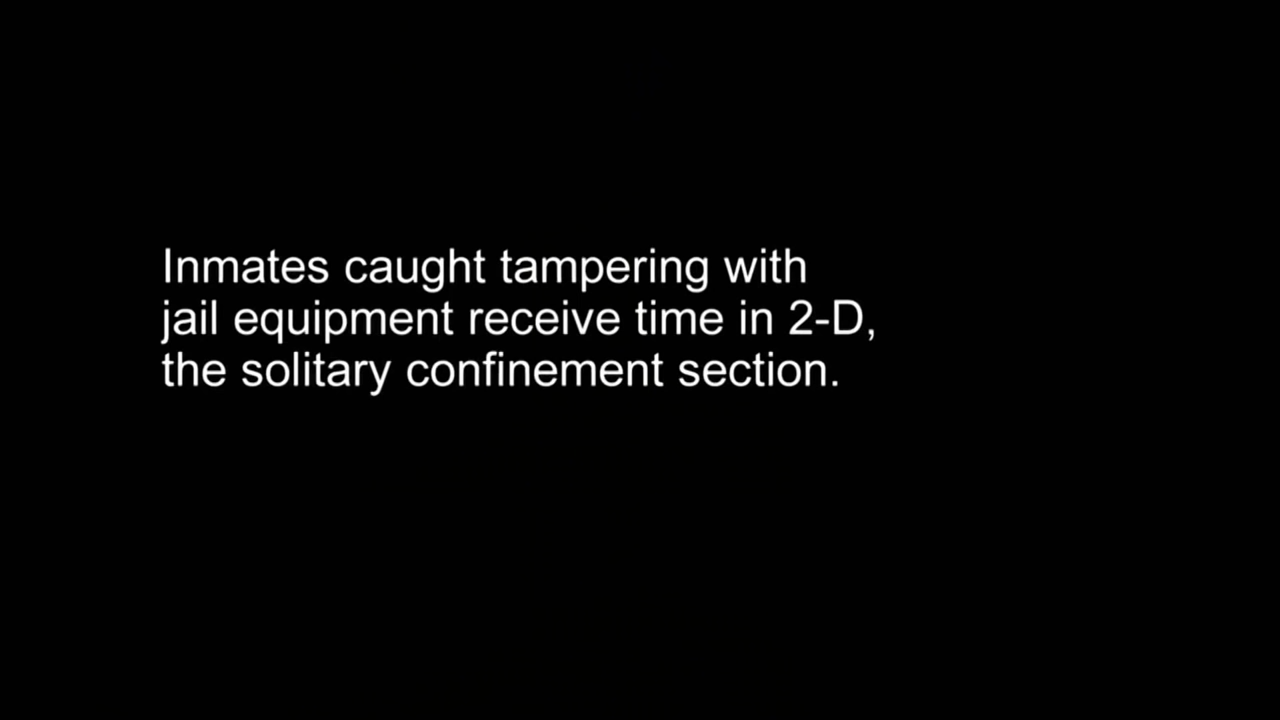 Inmates caught tampering with
jail equipment receive time in 2-D,
the solitary confinement section.